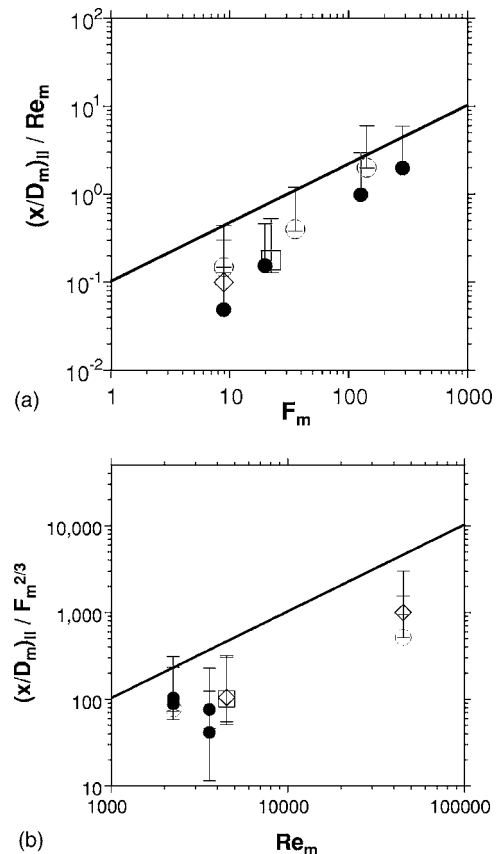 10^2
10^1
10^0
10^-1
10^-2
(x/D_m)_II / Re_m
1 10 100 1000
F_m
(a)
10,000
1,000
100
10
(x/D_m)_II / F_m^2/3
1000 10000 100000
Re_m
(b)